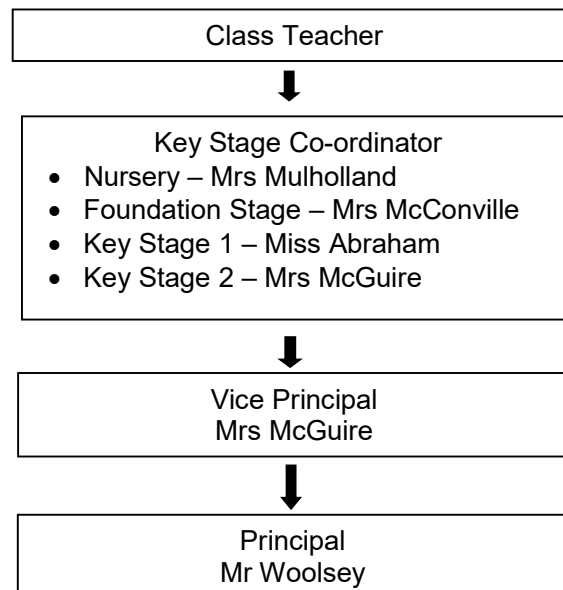 Class Teacher
Key Stage Co-ordinator
• Nursery – Mrs Mulholland
• Foundation Stage – Mrs McConville
• Key Stage 1 – Miss Abraham
• Key Stage 2 – Mrs McGuire
Vice Principal
Mrs McGuire
Principal
Mr Woolsey